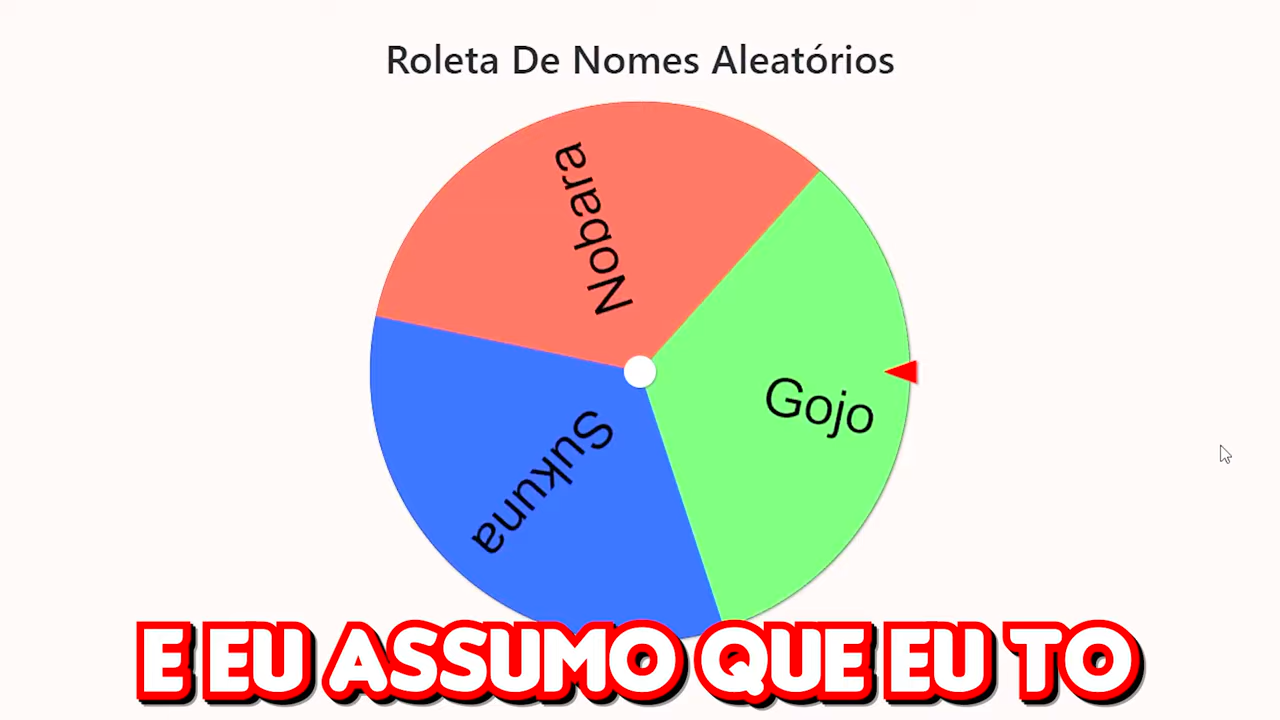 Roleta De Nomes Aleatórios
Nobara
Gojo
Sukuna
E EU ASSUMO QUE EU TO